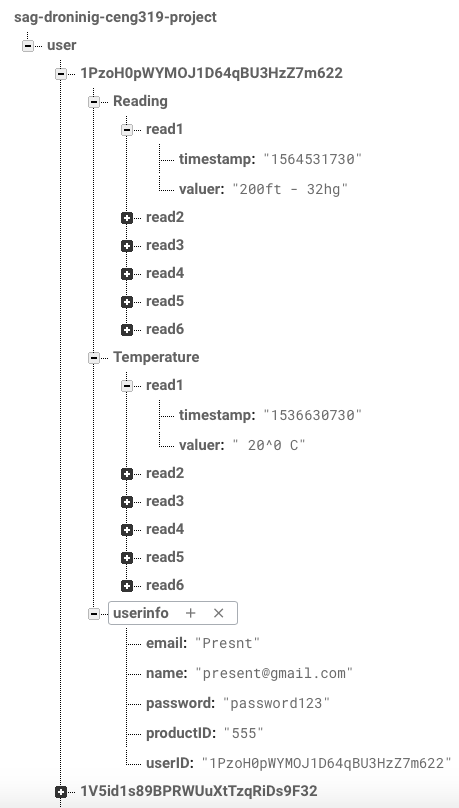 sag-droninig-ceng319-project
user
1PzoH0pWYMOJ1D64qBU3HzZ7m622
Reading
read1
timestamp: "1564531730"
valuer: "200ft - 32hg"
read2
read3
read4
read5
read6
Temperature
read1
timestamp: "1536630730"
valuer: " 20^0 C"
read2
read3
read4
read5
read6
userinfo
email: "Presnt"
name: "present@gmail.com"
password: "password123"
productID: "555"
userID: "1PzoH0pWYMOJ1D64qBU3HzZ7m622"
1V5id1s89BPRWUuXtTzqRiDs9F32